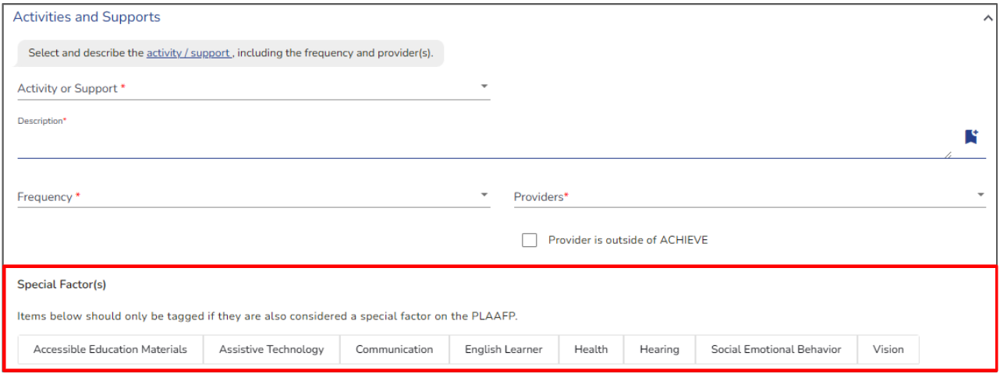 Activities and Supports
Select and describe the activity / support , including the frequency and provider(s).
Activity or Support *
Description*
Frequency *
Providers*
Provider is outside of ACHIEVE
Special Factor(s)
Items below should only be tagged if they are also considered a special factor on the PLAAFP.
Accessible Education Materials Assistive Technology Communication English Learner Health Hearing Social Emotional Behavior Vision